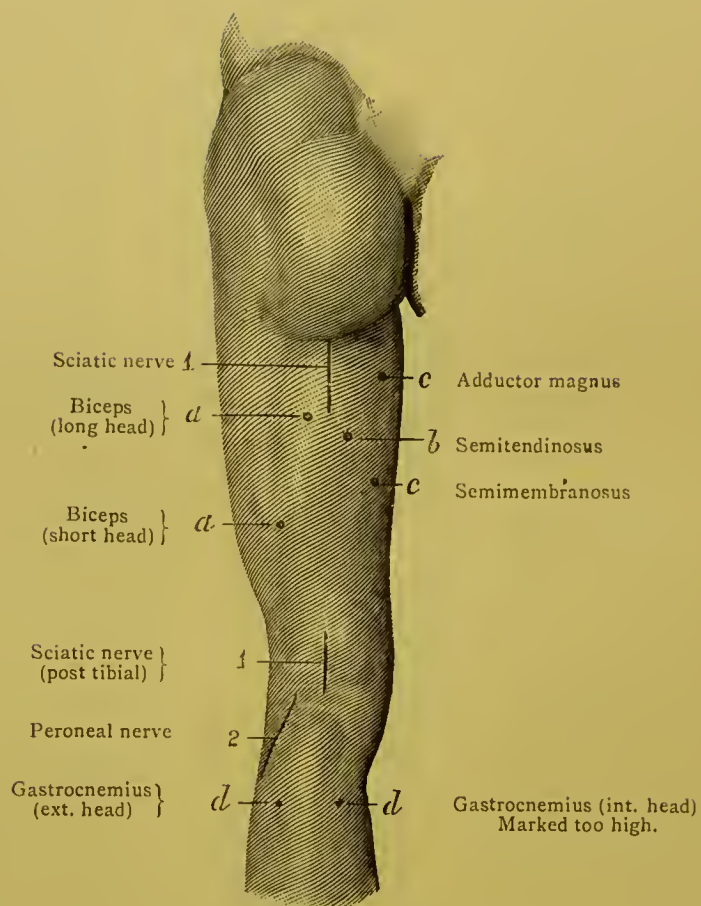 Sciatic nerve 1
c Adductor magnus
Biceps
(long head) } a
b Semitendinosus
c Semimembranosus
Biceps
(short head) } a
Sciatic nerve
(post tibial) } 1
Peroneal nerve 2
Gastrocnemius
(ext. head) } d
d Gastrocnemius (int. head)
Marked too high.